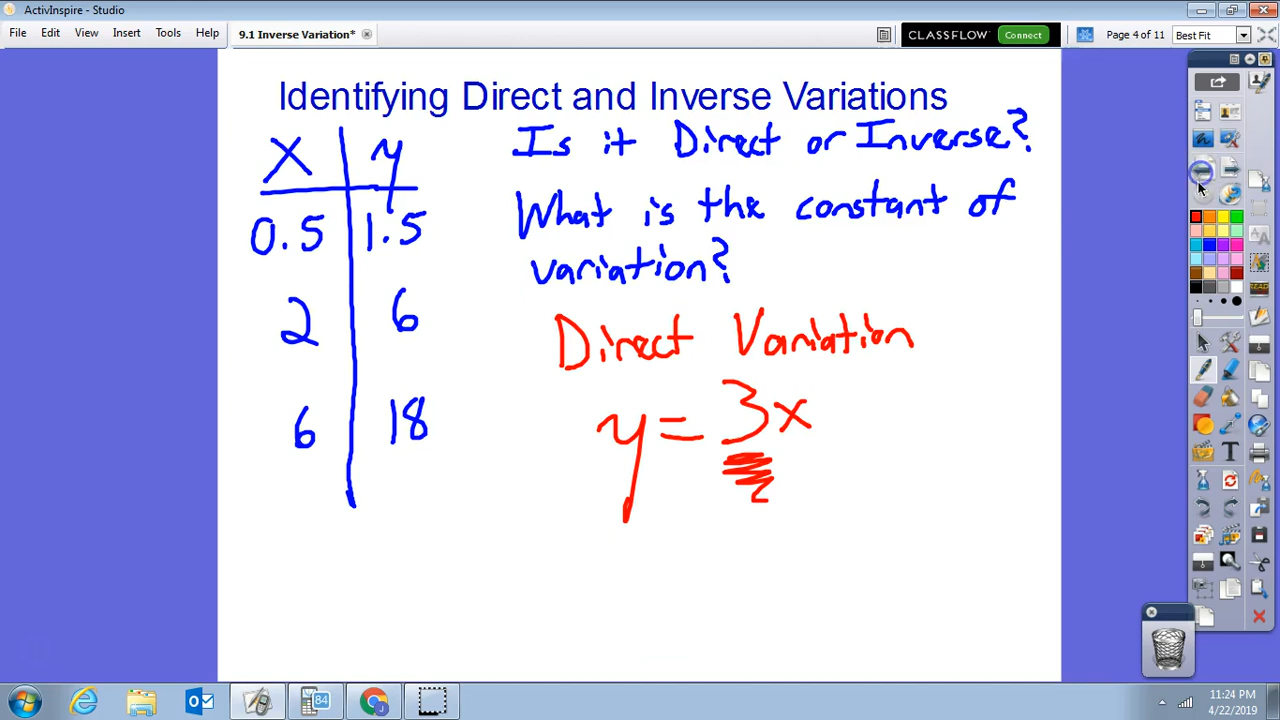 ActivInspire - Studio
File Edit View Insert Tools Help
9.1 Inverse Variation*
CLASSFLOW Connect
Page 4 of 11
Best Fit
Identifying Direct and Inverse Variations
x y
0.5 1.5
2 6
6 18
Is it Direct or Inverse?
What is the constant of
variation?
Direct Variation
y = 3x
READ
84
11:24 PM
4/22/2019